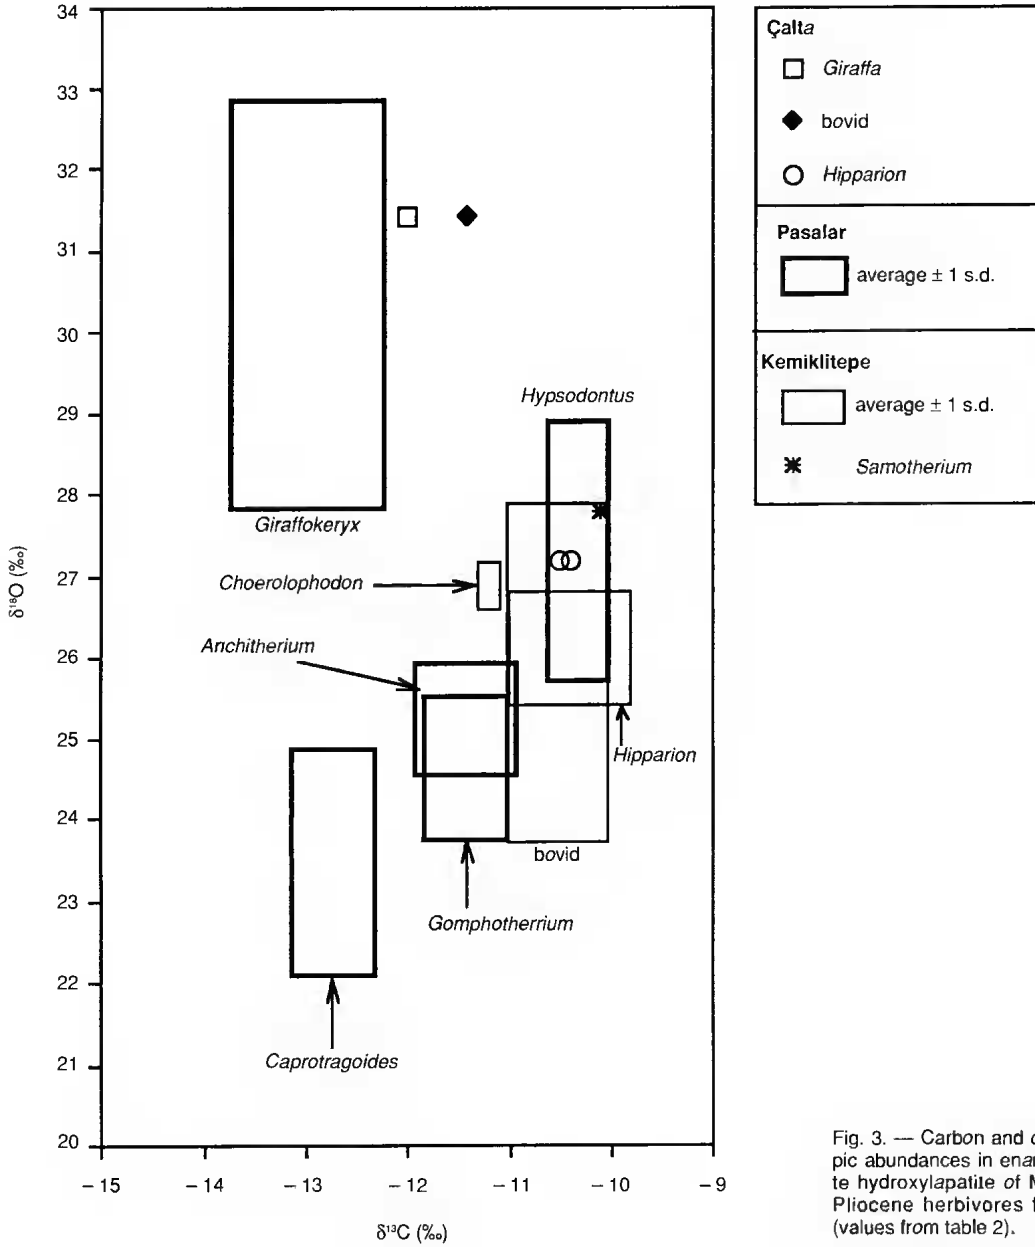 34
33
32
31
30
29
28
27
26
25
24
23
22
21
20
δ¹⁸O (‰)
−15
−14
−13
−12
−11
−10
−9
δ¹³C (‰)
Giraffokeryx
Hypsodontus
Choerolophodon
Anchitherium
Hipparion
bovid
Gomphotherrium
Caprotragoides
Çalta
Giraffa
bovid
Hipparion
Pasalar
average ± 1 s.d.
Kemiklitepe
average ± 1 s.d.
Samotherium
Fig. 3. — Carbon and
pic abundances in
te hydroxylapatite of
Pliocene herbivores
(values from table 2).